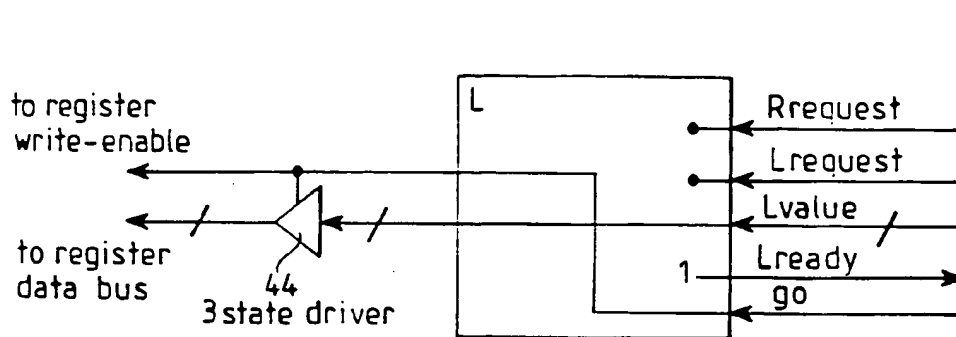 to register
write-enable
L
Rrequest
Lrequest
Lvalue
to register
data bus
44
3state driver
1
Lready
go